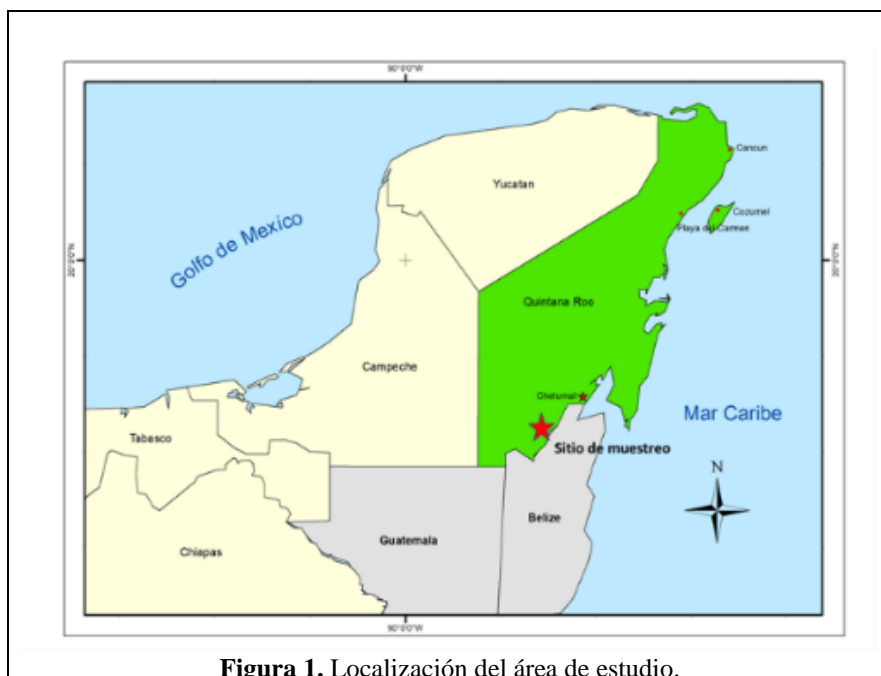 90°0'0"W
Cancun
Yucatan
Cozumel
Playa del Carmen
Golfo de Mexico
20°0'0"N
20°0'0"N
Quintana Roo
Campeche
Chetumal
Mar Caribe
Tabasco
Sitio de muestreo
N
Belize
Guatemala
Chiapas
90°0'0"W
Figura 1. Localización del área de estudio.